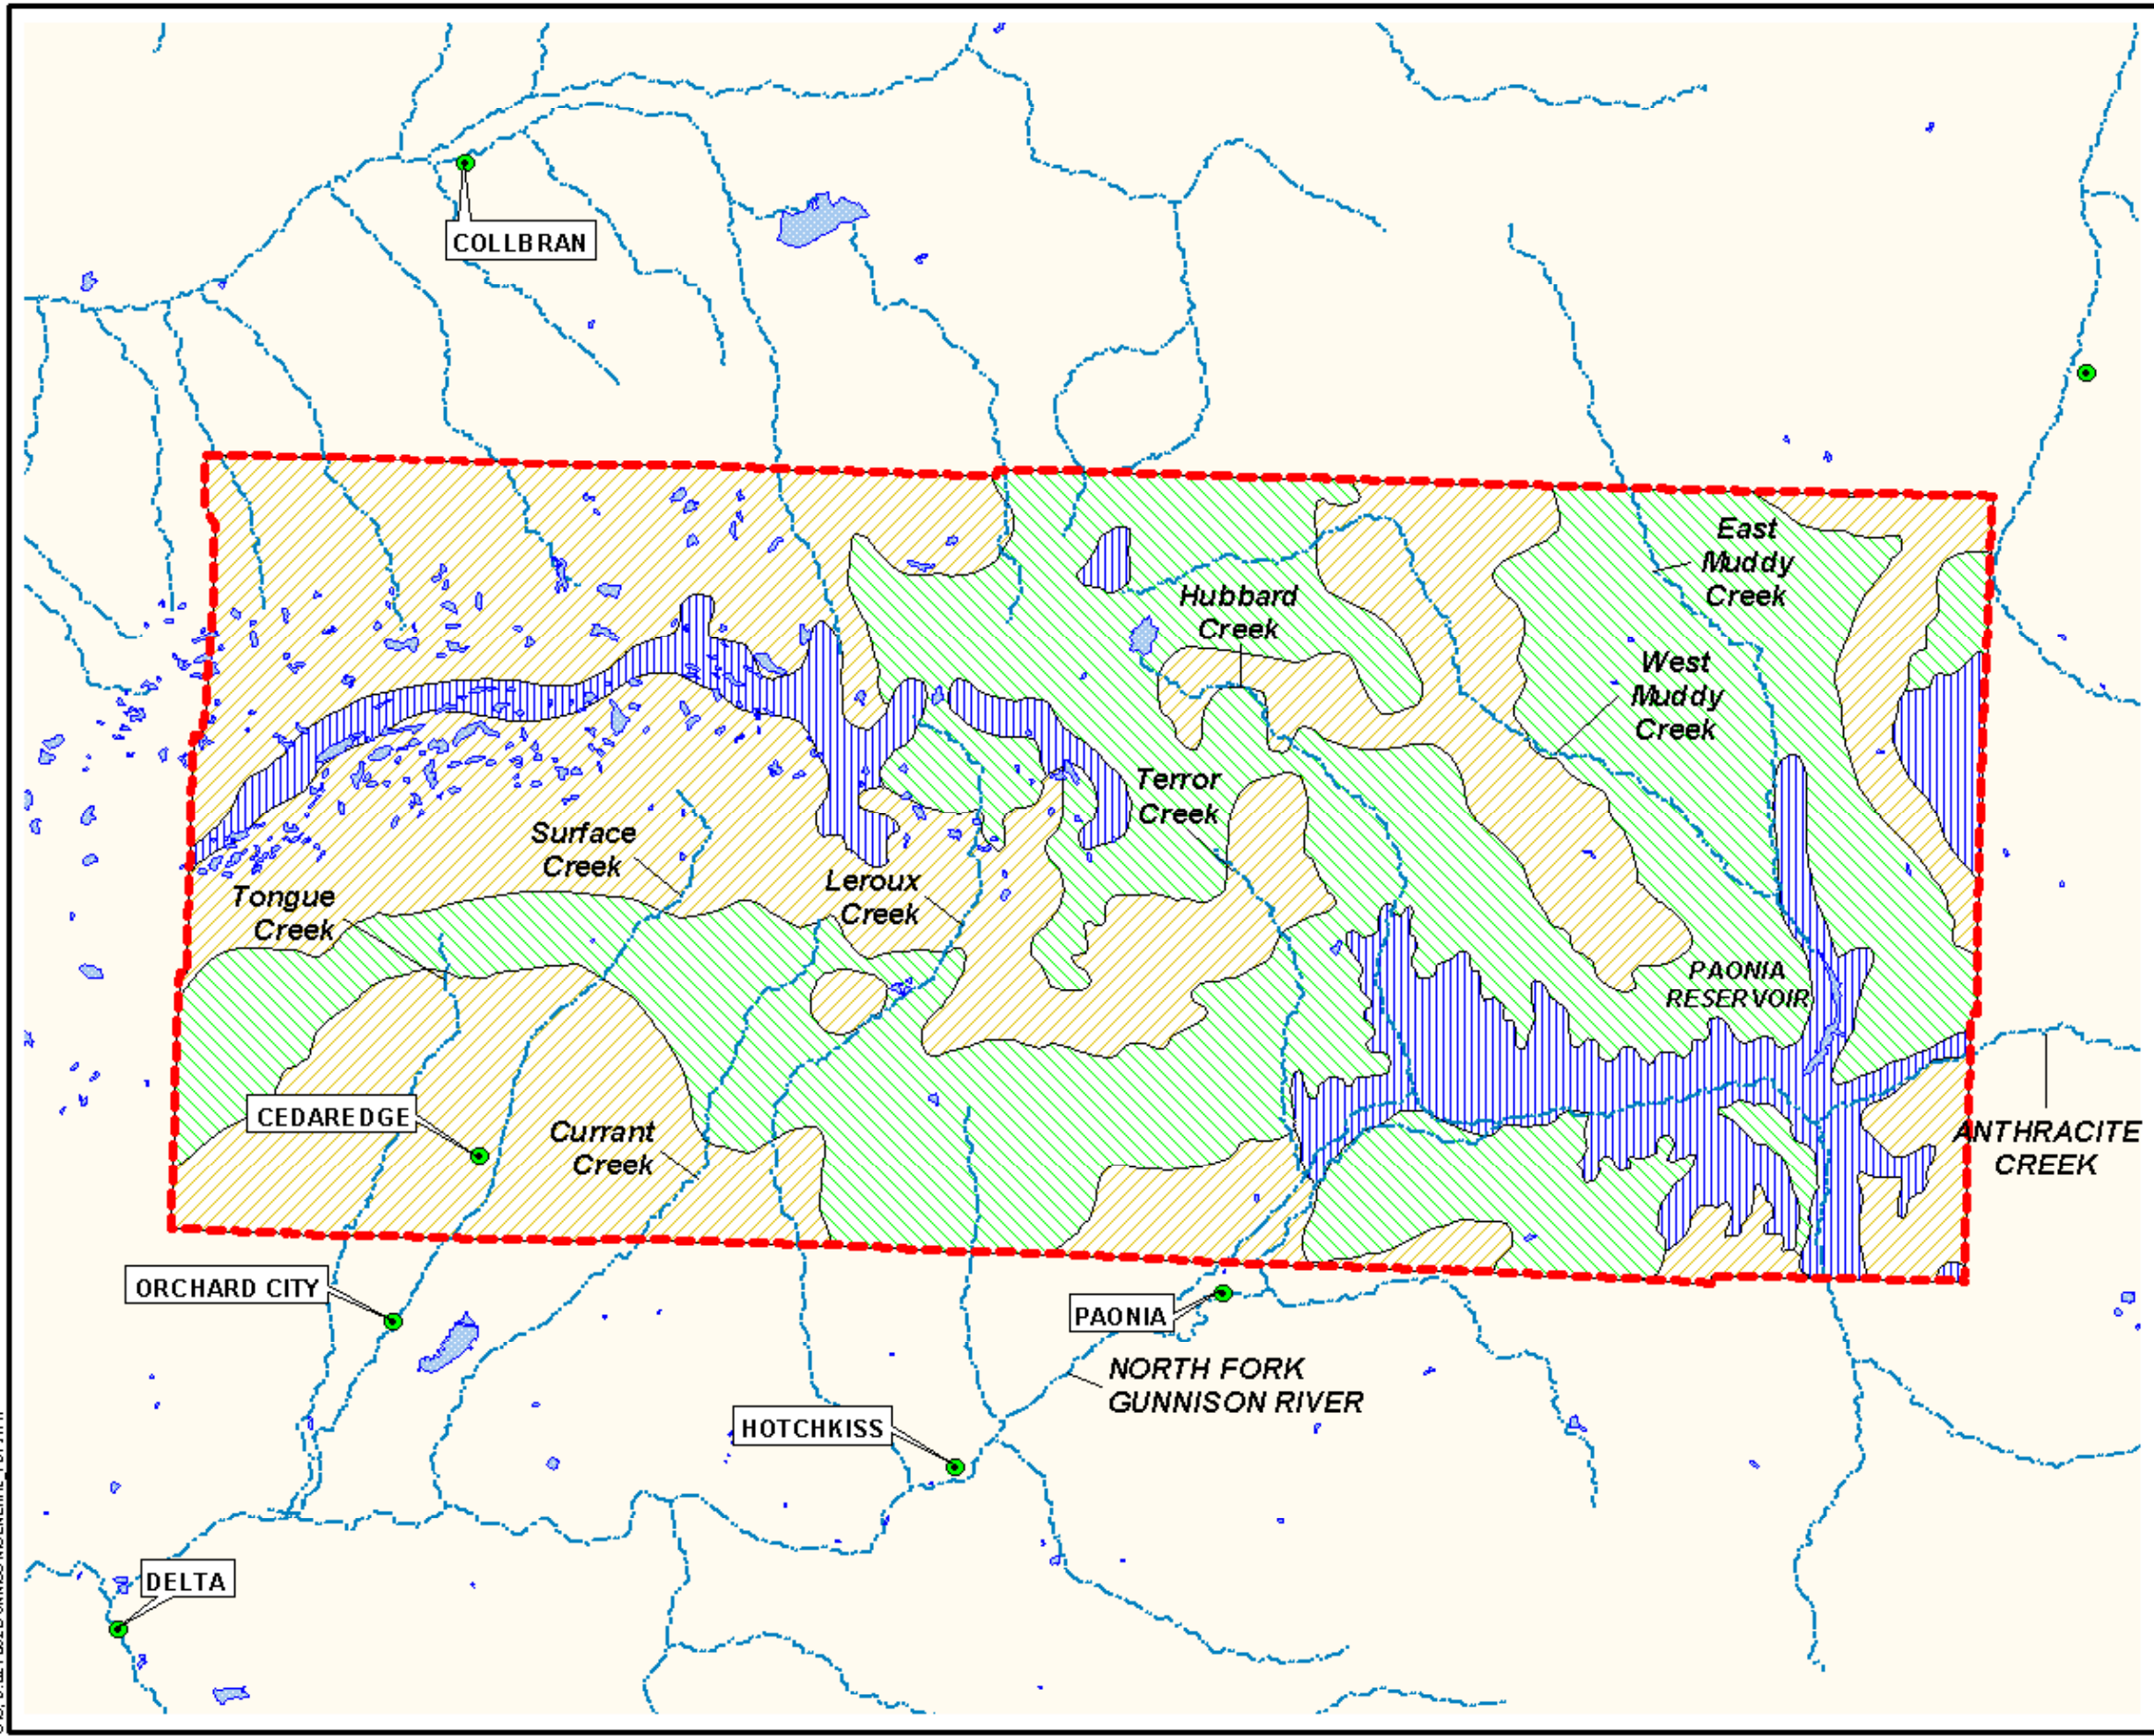 COLLBRAN
East
Muddy
Creek
Hubbard
Creek
West
Muddy
Creek
Terror
Creek
Surface
Creek
Leroux
Creek
Tongue
Creek
PAONIA
RESERVOIR
CEDAREDGE
Currant
Creek
ANTHRACITE
CREEK
ORCHARD CITY
PAONIA
NORTH FORK
GUNNISON RIVER
HOTCHKISS
DELTA